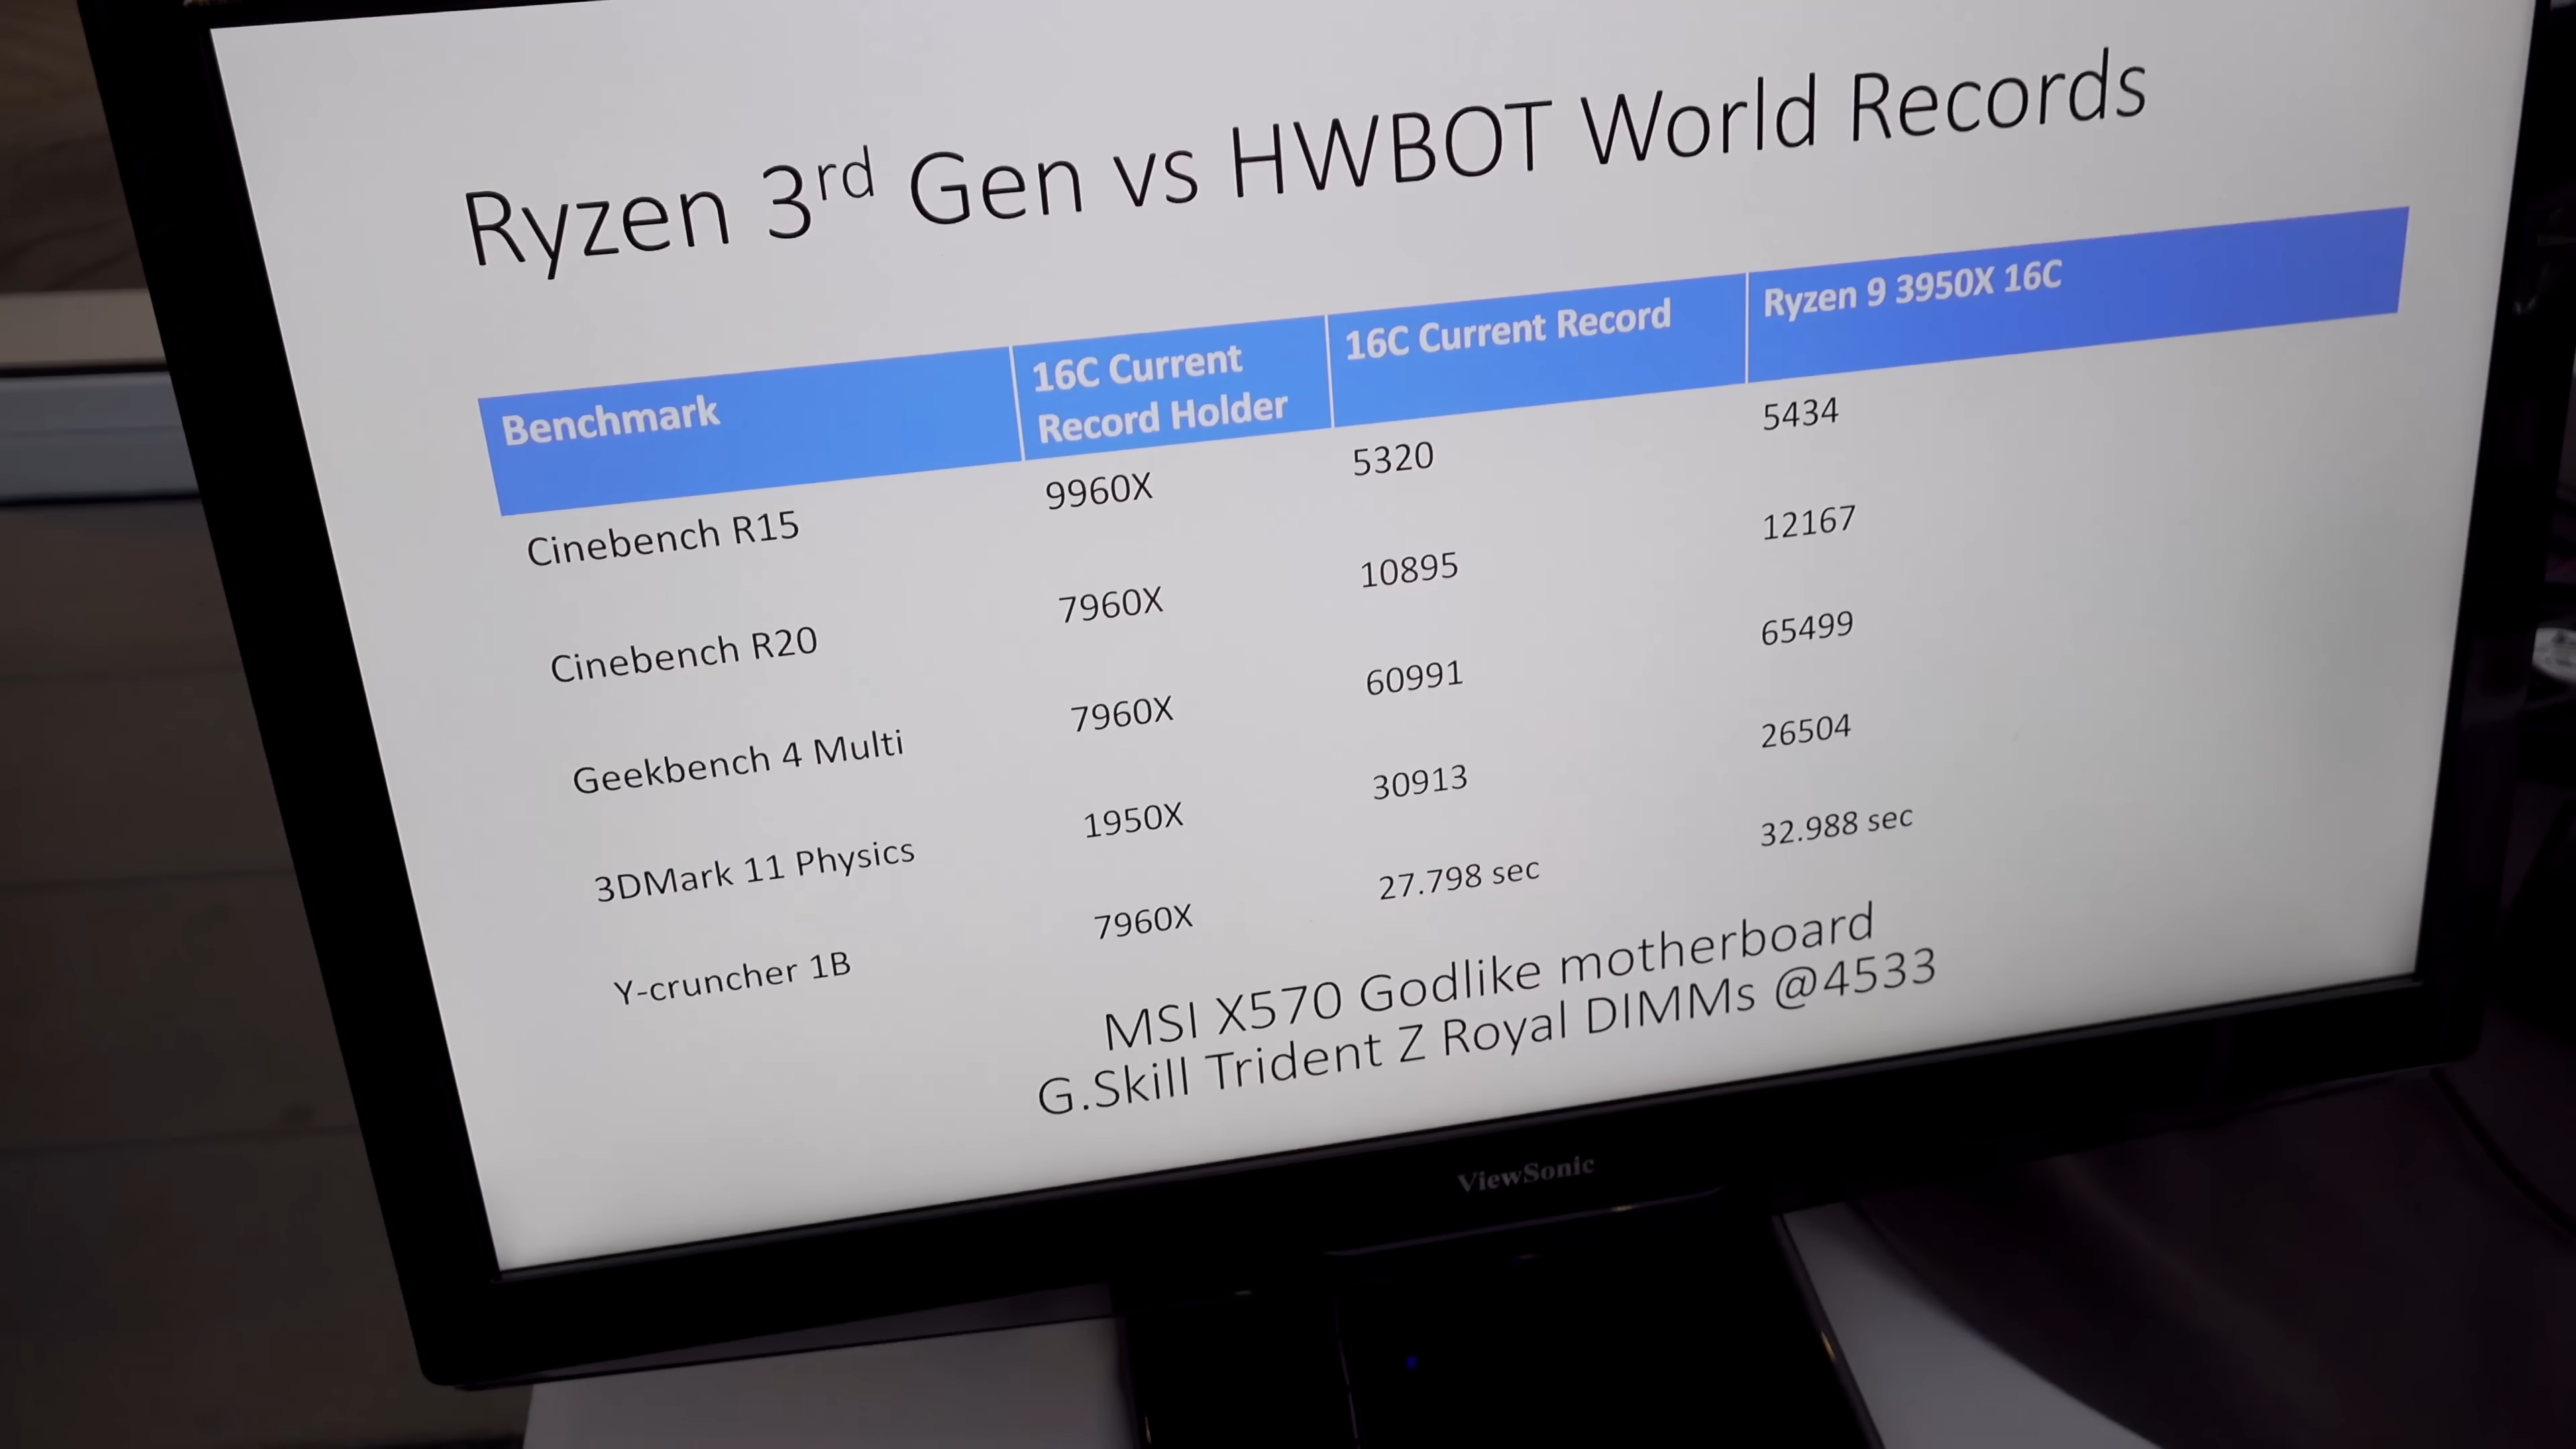 Ryzen 3rd Gen vs HWBOT World Records
Benchmark
16C Current
Record Holder
16C Current Record
Ryzen 9 3950X 16C
Cinebench R15
9960X
5320
5434
Cinebench R20
7960X
10895
12167
Geekbench 4 Multi
7960X
60991
65499
3DMark 11 Physics
1950X
30913
26504
Y-cruncher 1B
7960X
27.798 sec
32.988 sec
MSI X570 Godlike motherboard
G.Skill Trident Z Royal DIMMs @4533
ViewSonic